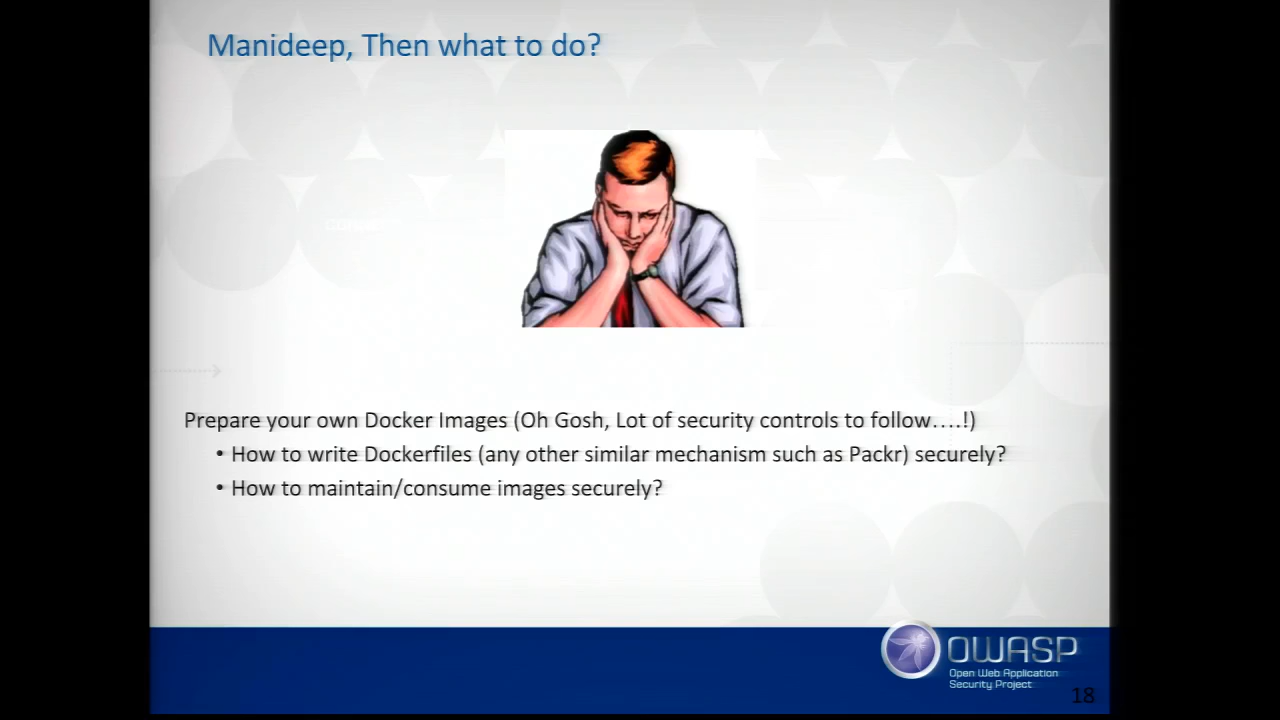 Manideep, Then what to do?
Prepare your own Docker Images (Oh Gosh, Lot of security controls to follow….!)
• How to write Dockerfiles (any other similar mechanism such as Packr) securely?
• How to maintain/consume images securely?
OWASP
Open Web Application
Security Project
18